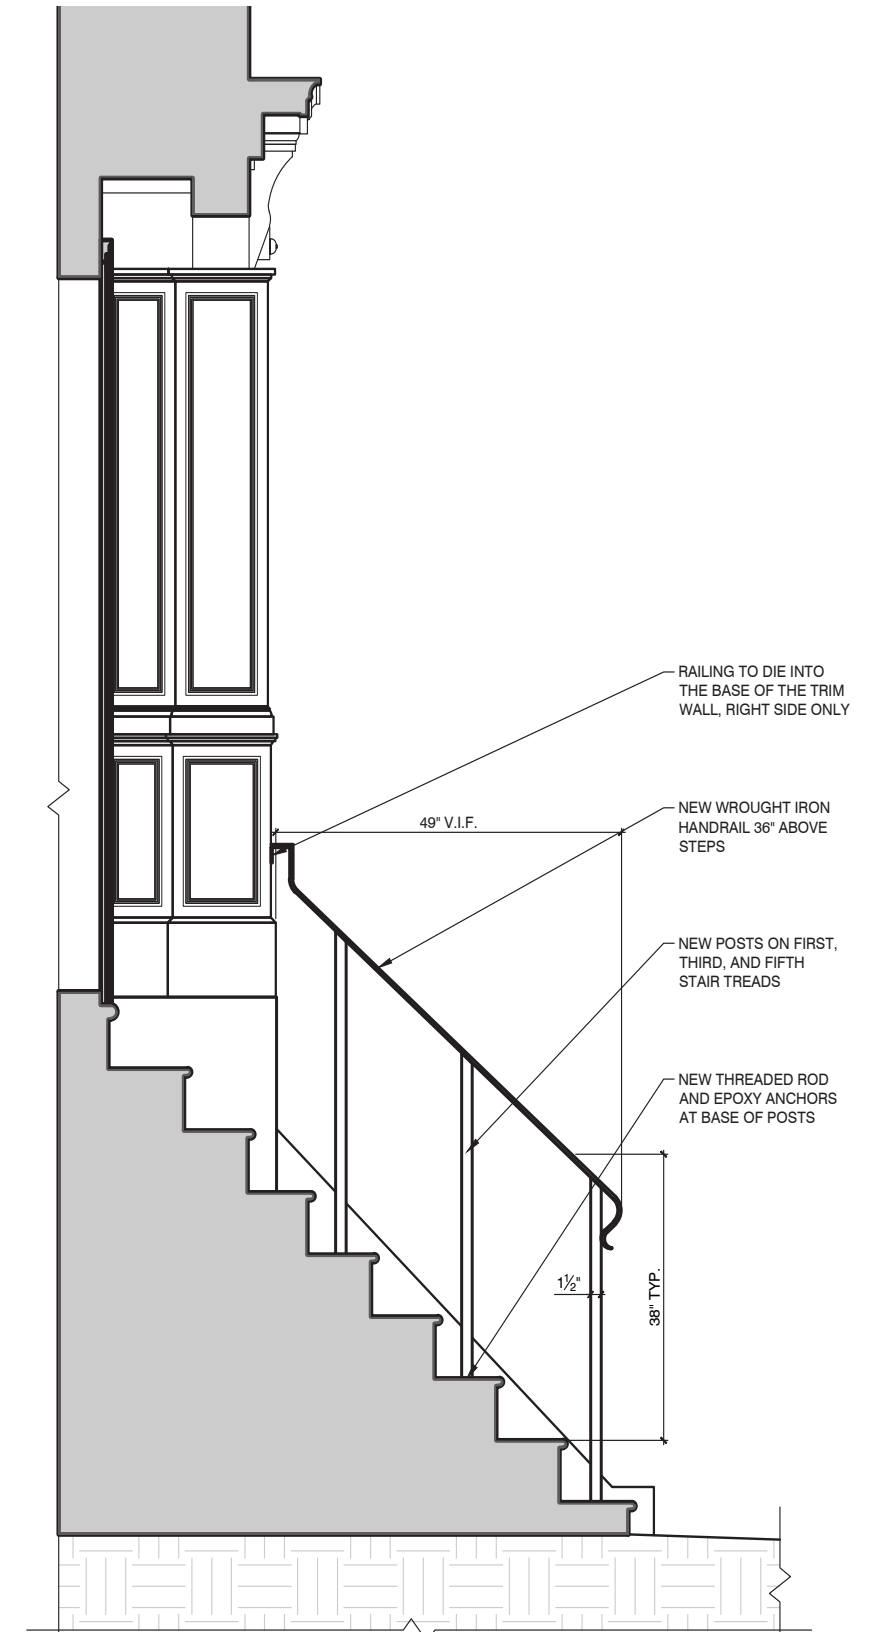 RAILING TO DIE INTO
THE BASE OF THE TRIM
WALL, RIGHT SIDE ONLY
49" V.I.F.
NEW WROUGHT IRON
HANDRAIL 36" ABOVE
STEPS
NEW POSTS ON FIRST,
THIRD, AND FIFTH
STAIR TREADS
NEW THREADED ROD
AND EPOXY ANCHORS
AT BASE OF POSTS
1½"
38" TYP.